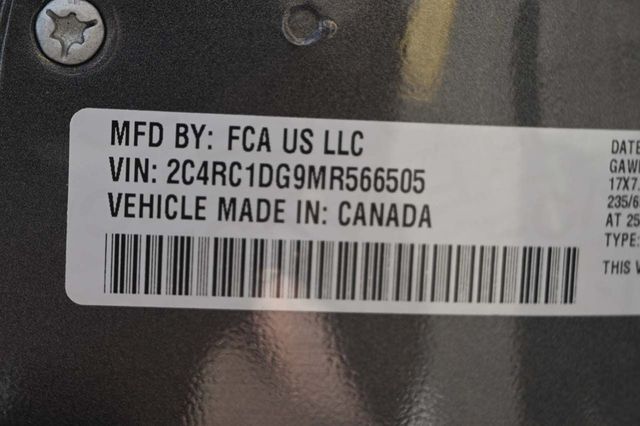 MFD BY: FCA US LLC
VIN: 2C4RC1DG9MR566505
VEHICLE MADE IN: CANADA
DATE
GAWR
17X7.
235/6
AT 25
TYPE:
THIS V